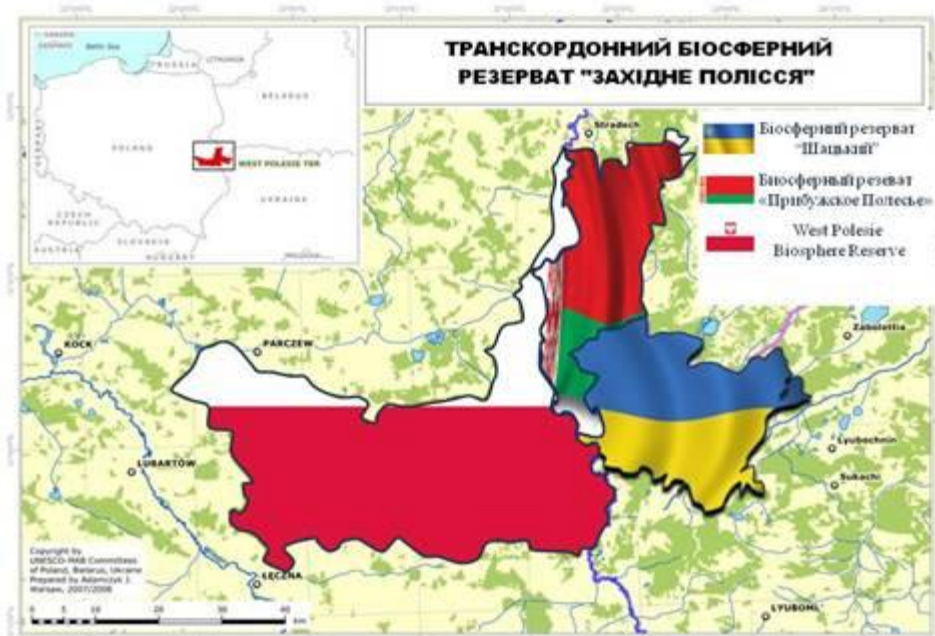 ТРАНСКОРДОННИЙ БІОСФЕРНИЙ
РЕЗЕРВАТ "ЗАХІДНЕ ПОЛІССЯ"
Baltic Sea
RUSSIA
LITHUANIA
BELARUS
POLAND
WEST POLESIE TBR
UKRAINE
CZECH
REPUBLIC
SLOVAKIA
AUSTRIA
HUNGARY
Біосферний резерват
"Шацький"
Биосферный резеват
«Прибужское Полесье»
West Polesie
Biosphere Reserve
Stradech
KOCK
PARCZEW
Zabolottia
LUBARTÓW
Lyubochnin
Sukachi
ŁĘCZNA
LYUBOML'
Copyright by
UNESCO-MAB Committees
of Poland, Belarus, Ukraine
Prepared by Adamczyk J.
Warsaw, 2007/2008
0 5 10 20 30 40
km